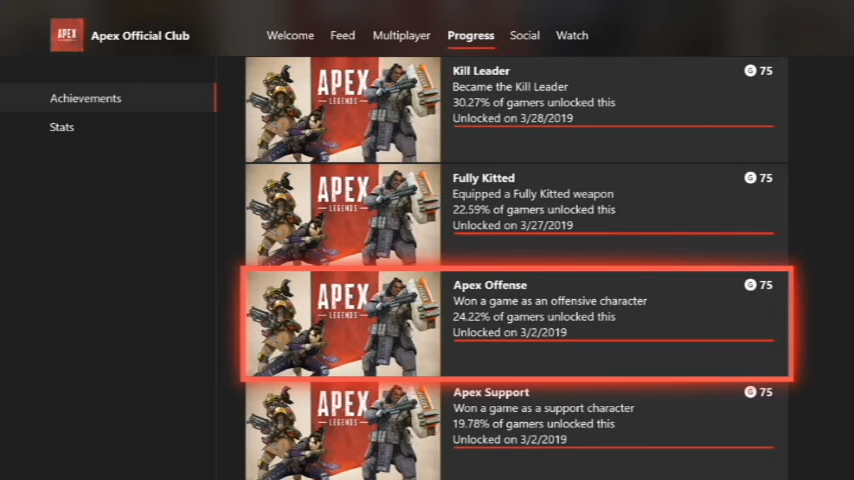 APEX
Apex Official Club
Welcome
Feed
Multiplayer
Progress
Social
Watch
Achievements
Stats
APEX
LEGENDS
Kill Leader
G 75
Became the Kill Leader
30.27% of gamers unlocked this
Unlocked on 3/28/2019
APEX
LEGENDS
Fully Kitted
G 75
Equipped a Fully Kitted weapon
22.59% of gamers unlocked this
Unlocked on 3/27/2019
APEX
LEGENDS
Apex Offense
G 75
Won a game as an offensive character
24.22% of gamers unlocked this
Unlocked on 3/2/2019
APEX
LEGENDS
Apex Support
G 75
Won a game as a support character
19.78% of gamers unlocked this
Unlocked on 3/2/2019